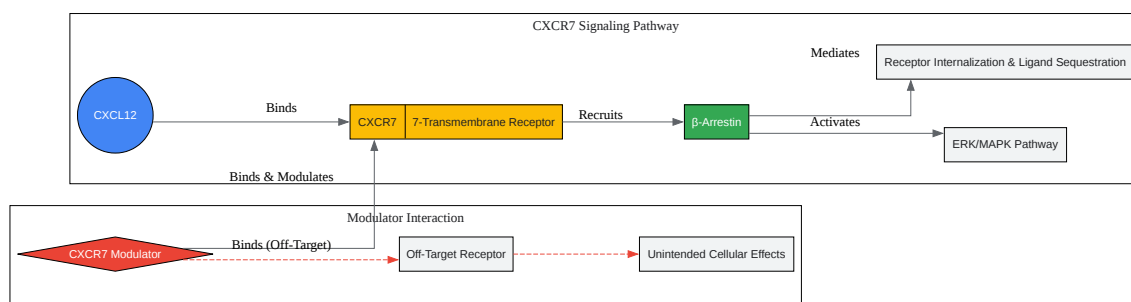 CXCR7 Signaling Pathway
Mediates
Receptor Internalization & Ligand Sequestration
CXCL12
Binds
CXCR7
7-Transmembrane Receptor
Recruits
β-Arrestin
Activates
ERK/MAPK Pathway
Binds & Modulates
Modulator Interaction
CXCR7 Modulator
Binds (Off-Target)
Off-Target Receptor
Unintended Cellular Effects